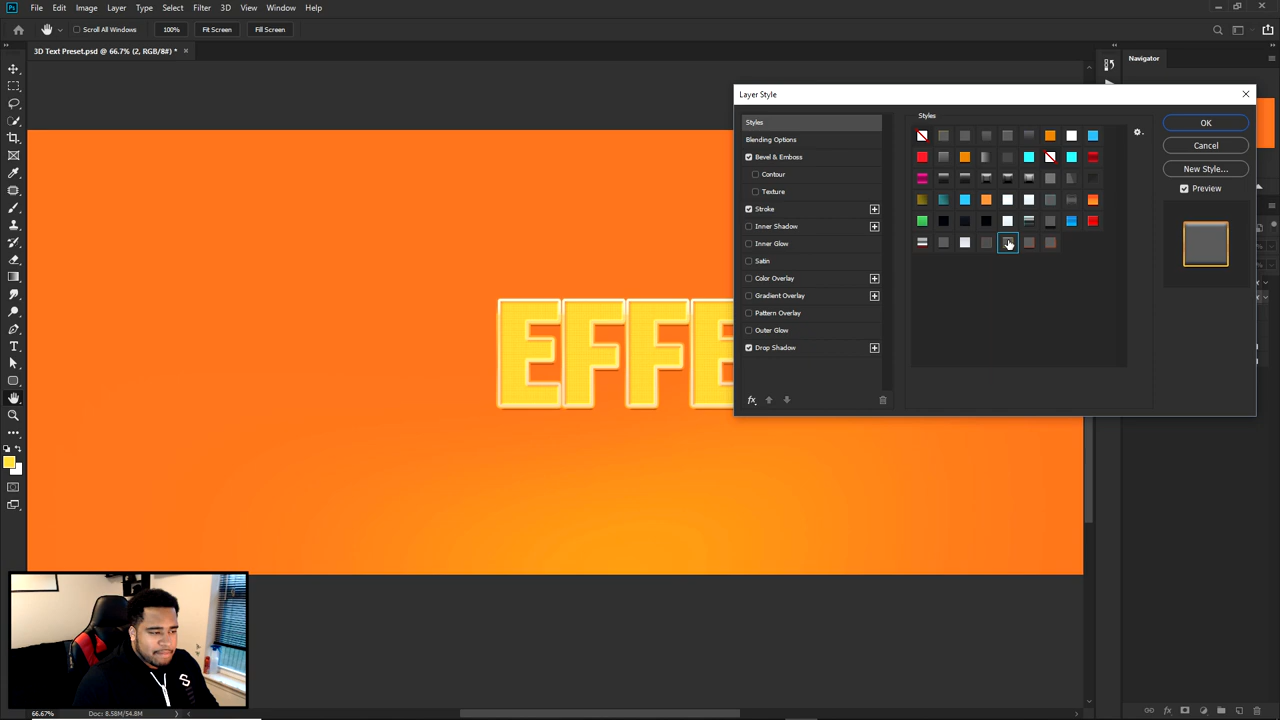 Ps File Edit Image Layer Type Select Filter 3D View Window Help
Scroll All Windows 100% Fit Screen Fill Screen
3D Text Preset.psd @ 66.7% (2, RGB/8#) * ×
Navigator
Layer Style
Styles
Blending Options
Bevel & Emboss
Contour
Texture
Stroke
Inner Shadow
Inner Glow
Satin
Color Overlay
Gradient Overlay
Pattern Overlay
Outer Glow
Drop Shadow
fx
Styles
OK
Cancel
New Style...
Preview
EFFE
66.67% Doc: 8.58M/54.8M